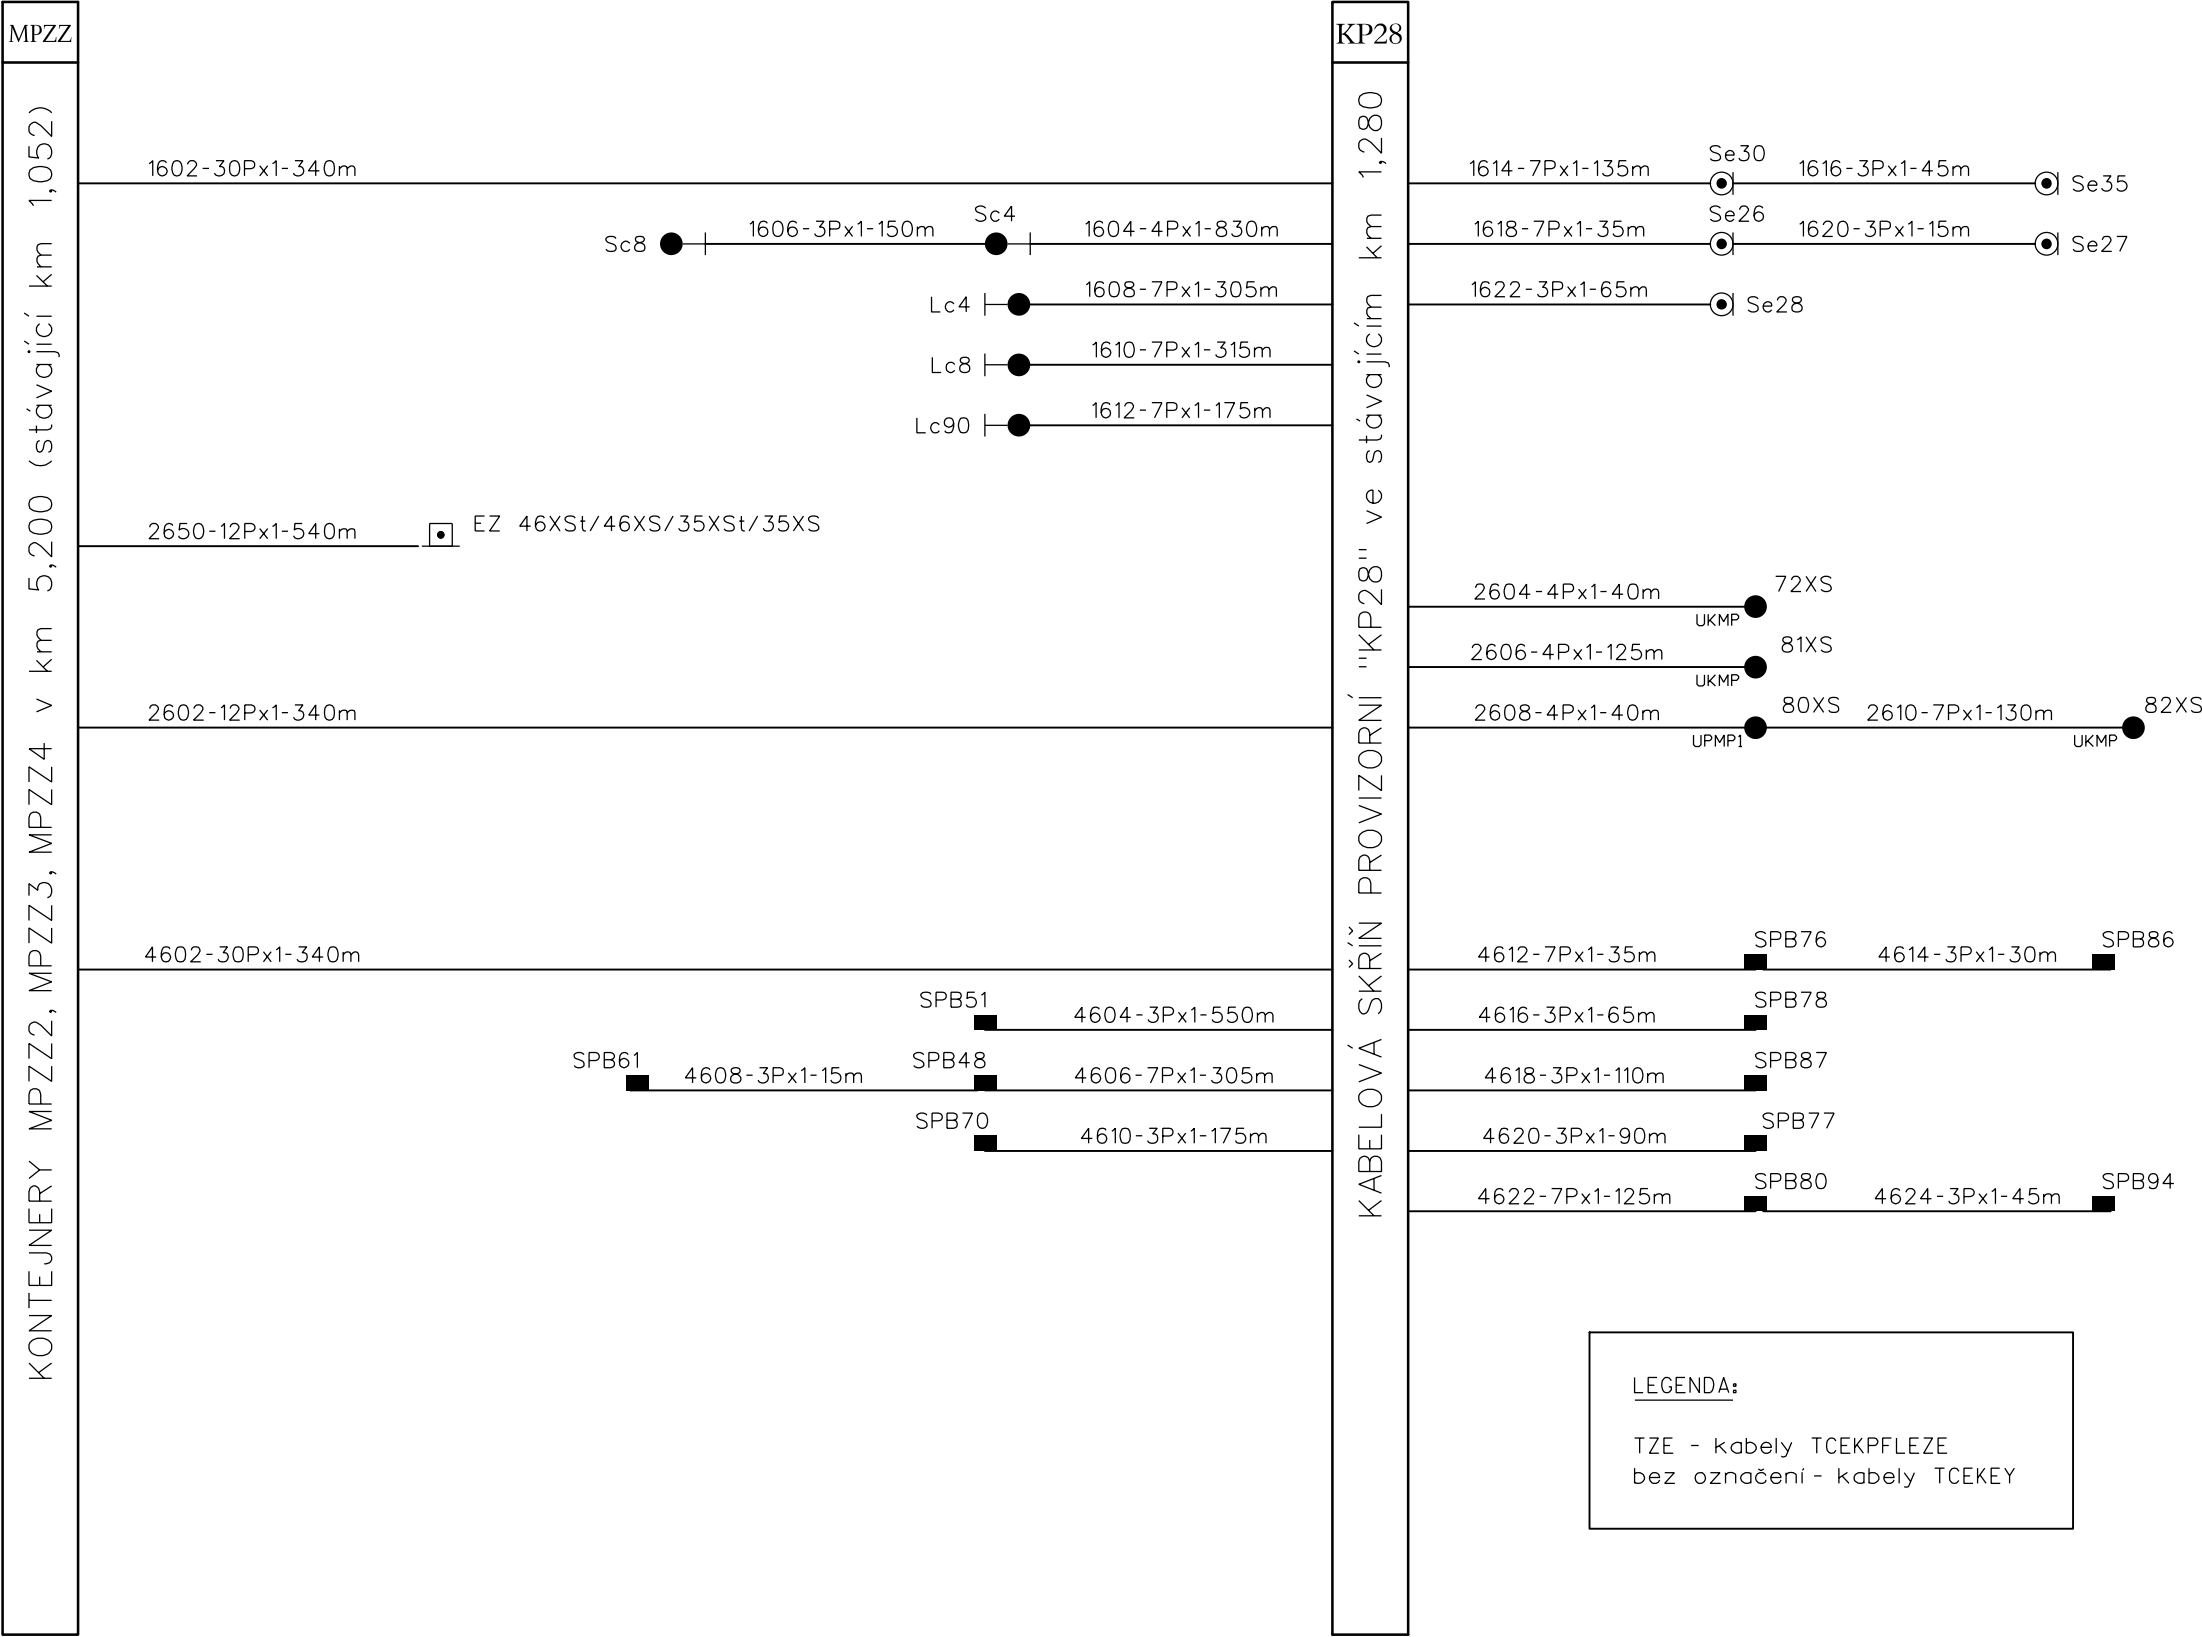 MPZZ
KP28
KONTEJNERY MPZZ2, MPZZ3, MPZZ4 v km 5,200 (stávající km 1,052)
KABELOVÁ SKŘÍŇ PROVIZORNÍ "KP28" ve stávajícím km 1,280
1602-30Px1-340m
1614-7Px1-135m
Se30
1616-3Px1-45m
Se35
Sc8
1606-3Px1-150m
Sc4
1604-4Px1-830m
1618-7Px1-35m
Se26
1620-3Px1-15m
Se27
Lc4
1608-7Px1-305m
1622-3Px1-65m
Se28
Lc8
1610-7Px1-315m
Lc90
1612-7Px1-175m
2650-12Px1-540m
EZ 46XSt/46XS/35XSt/35XS
2604-4Px1-40m
72XS
UKMP
2606-4Px1-125m
81XS
UKMP
2602-12Px1-340m
2608-4Px1-40m
80XS
UPMP1
2610-7Px1-130m
82XS
UKMP
4602-30Px1-340m
4612-7Px1-35m
SPB76
4614-3Px1-30m
SPB86
SPB51
4604-3Px1-550m
4616-3Px1-65m
SPB78
SPB61
4608-3Px1-15m
SPB48
4606-7Px1-305m
4618-3Px1-110m
SPB87
SPB70
4610-3Px1-175m
4620-3Px1-90m
SPB77
4622-7Px1-125m
SPB80
4624-3Px1-45m
SPB94
LEGENDA:
TZE - kabely TCEKPFLEZE
bez označení - kabely TCEKEY